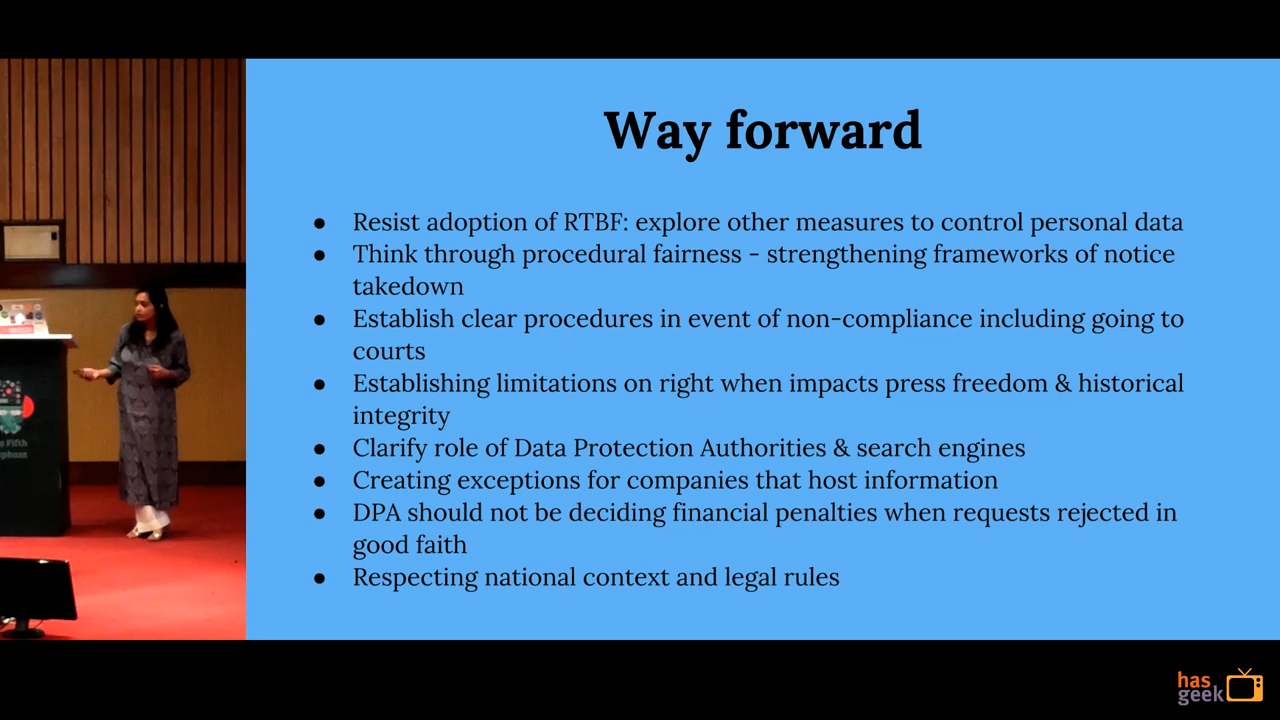 Way forward
● Resist adoption of RTBF: explore other measures to control personal data
● Think through procedural fairness - strengthening frameworks of notice
takedown
● Establish clear procedures in event of non-compliance including going to
courts
● Establishing limitations on right when impacts press freedom & historical
integrity
● Clarify role of Data Protection Authorities & search engines
● Creating exceptions for companies that host information
● DPA should not be deciding financial penalties when requests rejected in
good faith
● Respecting national context and legal rules
Fifth
has
geek